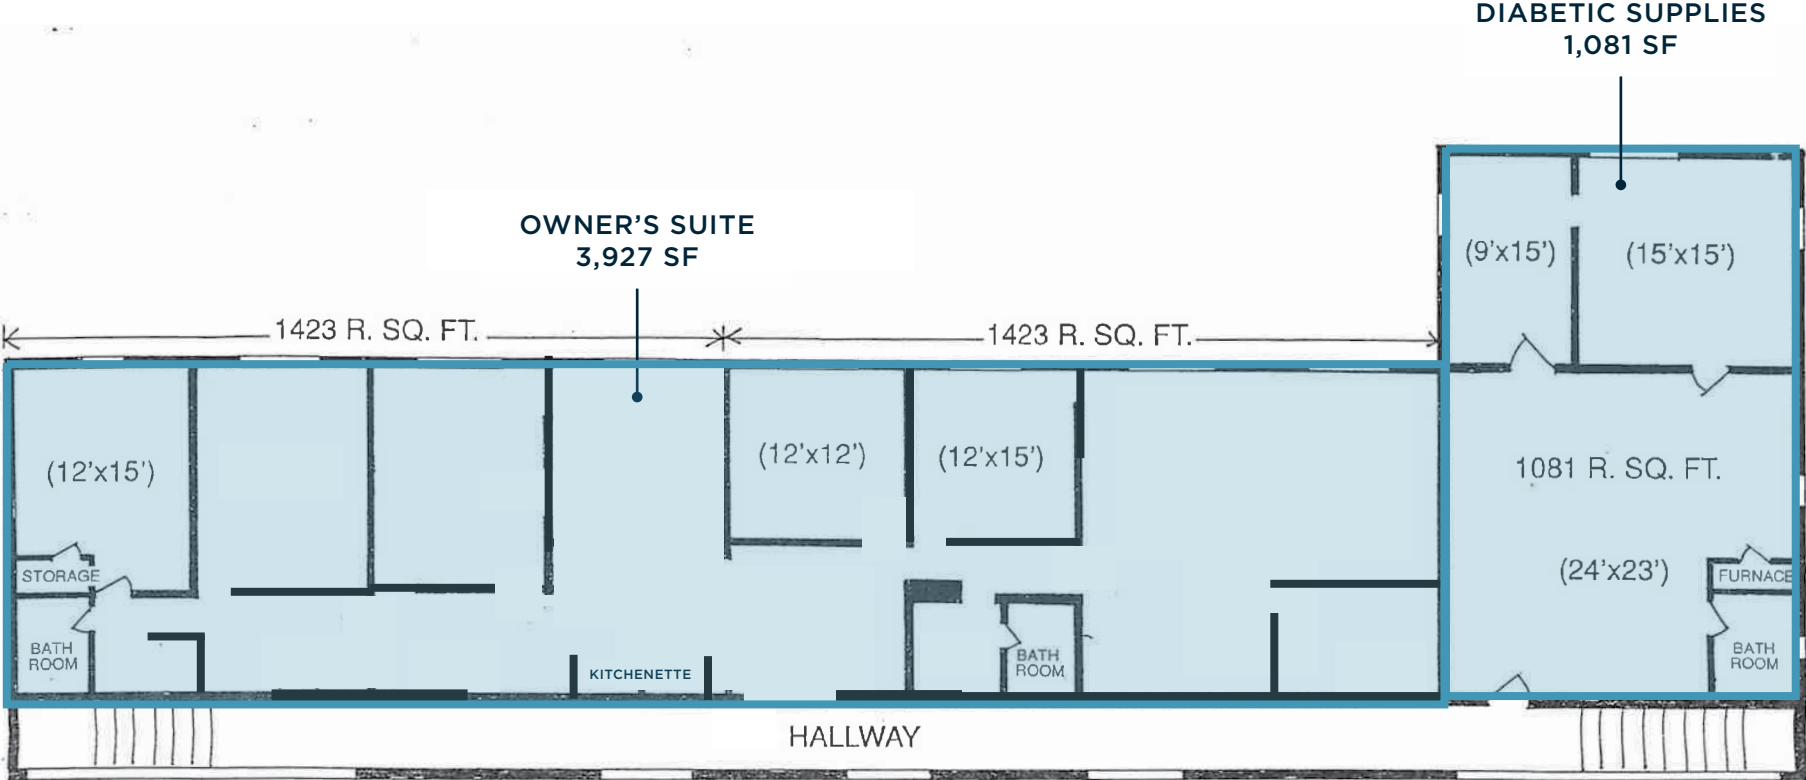 DIABETIC SUPPLIES
1,081 SF
OWNER’S SUITE
3,927 SF
(9’x15’)
(15’x15’)
1423 R. SQ. FT.
1423 R. SQ. FT.
(12’x15’)
(12’x12’)
(12’x15’)
1081 R. SQ. FT.
(24’x23’)
STORAGE
FURNACE
BATH
ROOM
KITCHENETTE
BATH
ROOM
BATH
ROOM
HALLWAY